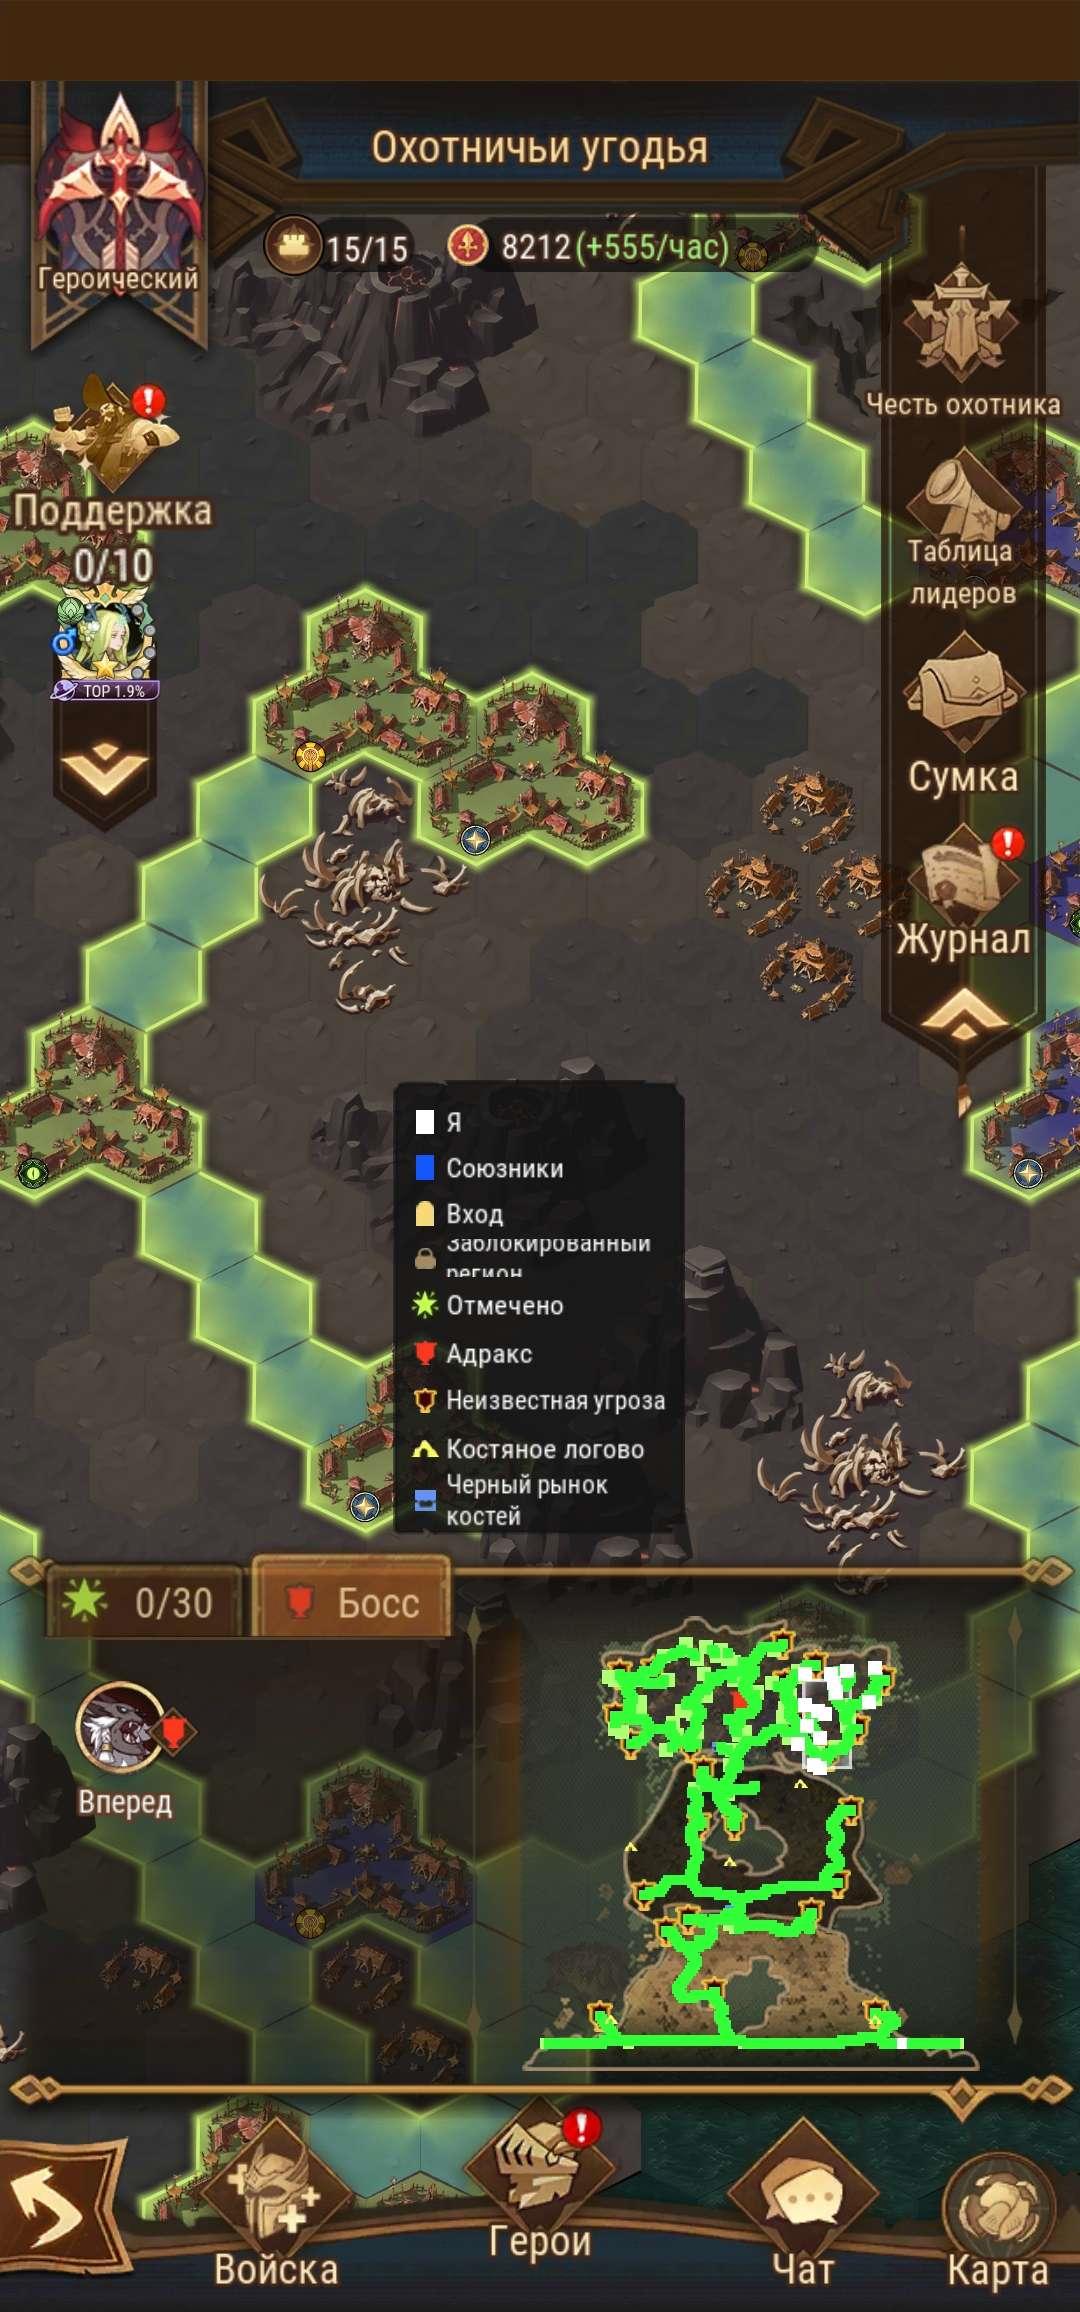 Охотничьи угодья
Героический
15/15
8212(+555/час)
Честь охотника
Поддержка
0/10
TOP 1.9%
Таблица
лидеров
Сумка
Журнал
Я
Союзники
Вход
Заблокированный
регион
Отмечено
Адракс
Неизвестная угроза
Костяное логово
Черный рынок
костей
0/30
Босс
Вперед
Войска
Герои
Чат
Карта